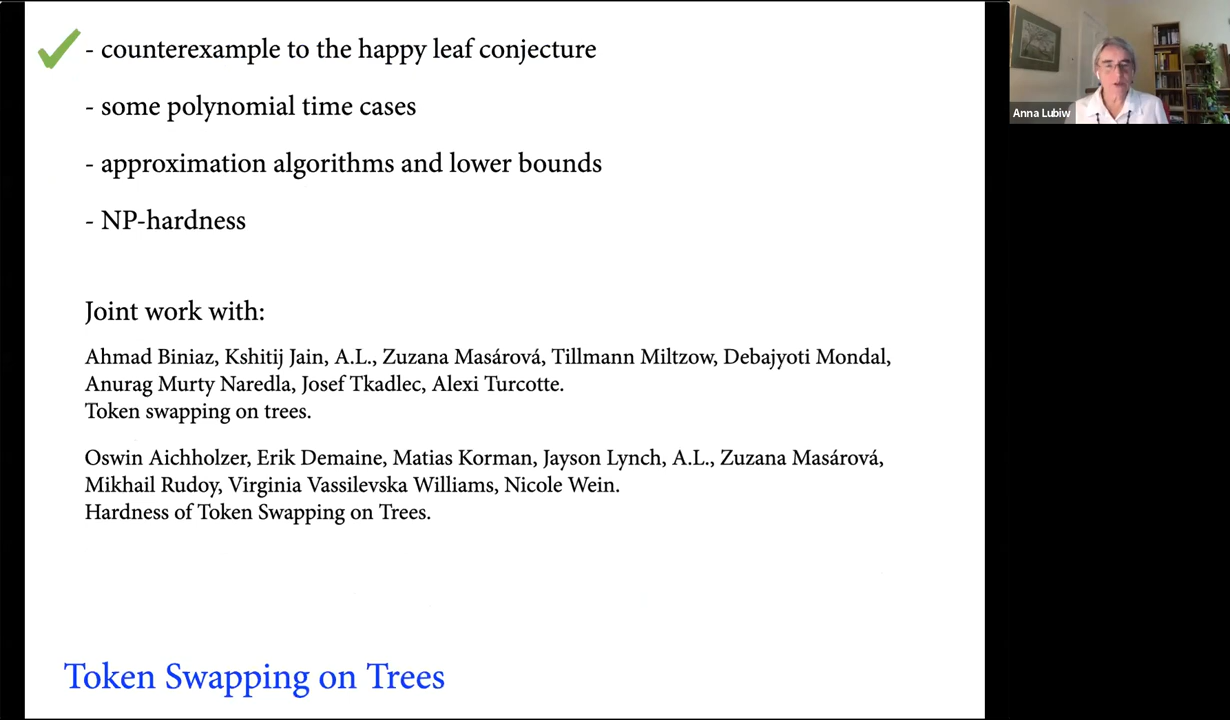 - counterexample to the happy leaf conjecture
- some polynomial time cases
- approximation algorithms and lower bounds
- NP-hardness
Joint work with:
Ahmad Biniaz, Kshitij Jain, A.L., Zuzana Masárová, Tillmann Miltzow, Debajyoti Mondal,
Anurag Murty Naredla, Josef Tkadlec, Alexi Turcotte.
Token swapping on trees.
Oswin Aichholzer, Erik Demaine, Matias Korman, Jayson Lynch, A.L., Zuzana Masárová,
Mikhail Rudoy, Virginia Vassilevska Williams, Nicole Wein.
Hardness of Token Swapping on Trees.
Token Swapping on Trees
Anna Lubiw